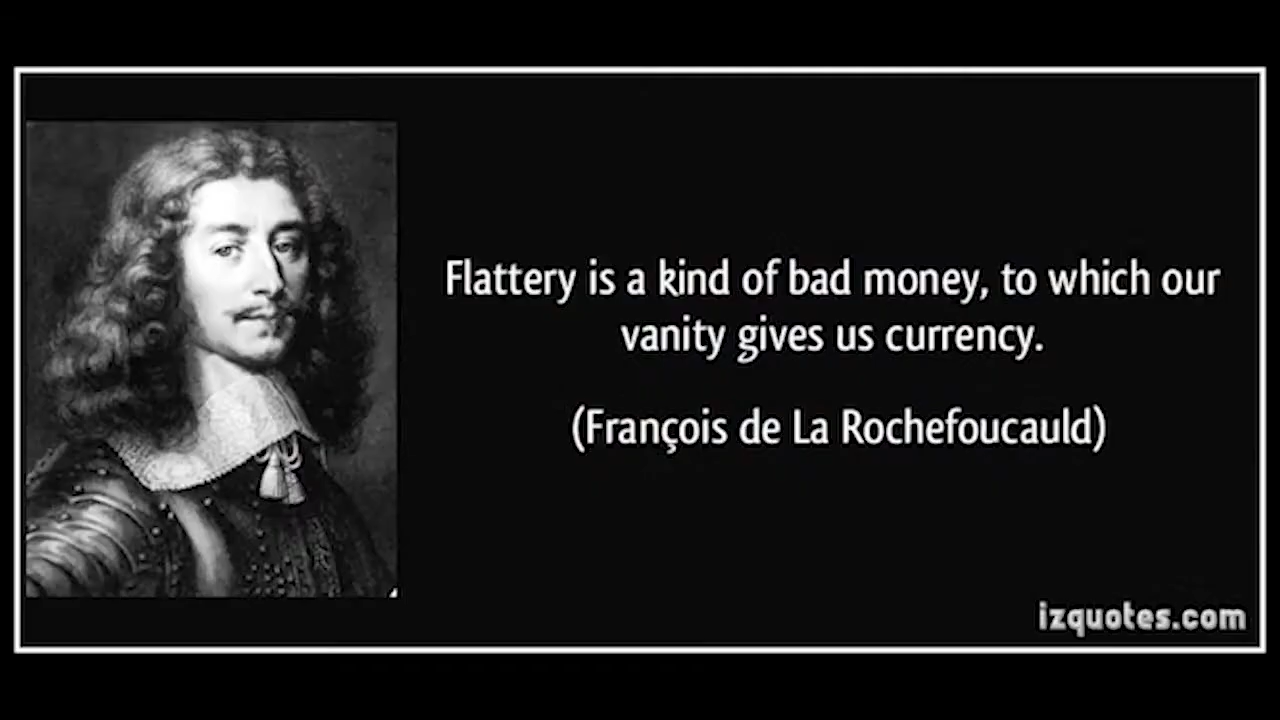 Flattery is a kind of bad money, to which our
vanity gives us currency.
(François de La Rochefoucauld)
izquotes.com